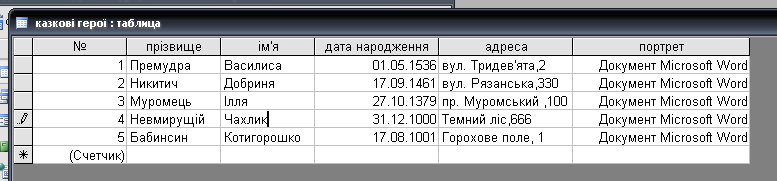 казкові герої : таблица
№ прізвище ім'я дата народження адреса портрет
1 Премудра Василиса 01.05.1536 вул. Тридев'ята,2 Документ Microsoft Word
2 Никитич Добриня 17.09.1461 вул. Рязанська,330 Документ Microsoft Word
3 Муромець Ілля 27.10.1379 пр. Муромський ,100 Документ Microsoft Word
4 Невмирущій Чахлик 31.12.1000 Темний ліс,666 Документ Microsoft Word
5 Бабинсин Котигорошко 17.08.1001 Горохове поле, 1 Документ Microsoft Word
(Счетчик)